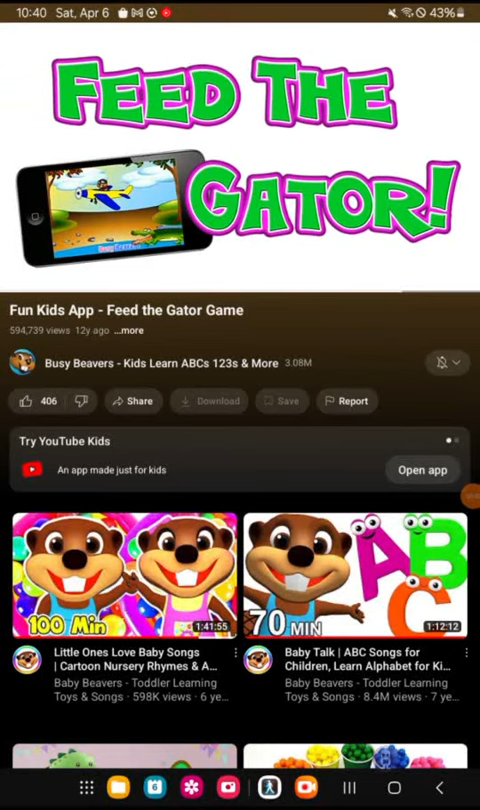 10:40 Sat, Apr 6 43%
FEED THE
GATOR!
Fun Kids App - Feed the Gator Game
594,739 views 12y ago ...more
Busy Beavers - Kids Learn ABCs 123s & More 3.08M
406 Share Download Save Report
Try YouTube Kids
An app made just for kids Open app
100 Min 1:41:55
A B C
70 MIN 1:12:12
Little Ones Love Baby Songs
| Cartoon Nursery Rhymes & A...
Baby Beavers - Toddler Learning
Toys & Songs · 598K views · 6 ye...
Baby Talk | ABC Songs for
Children, Learn Alphabet for Ki...
Baby Beavers - Toddler Learning
Toys & Songs · 8.4M views · 7 ye...
6